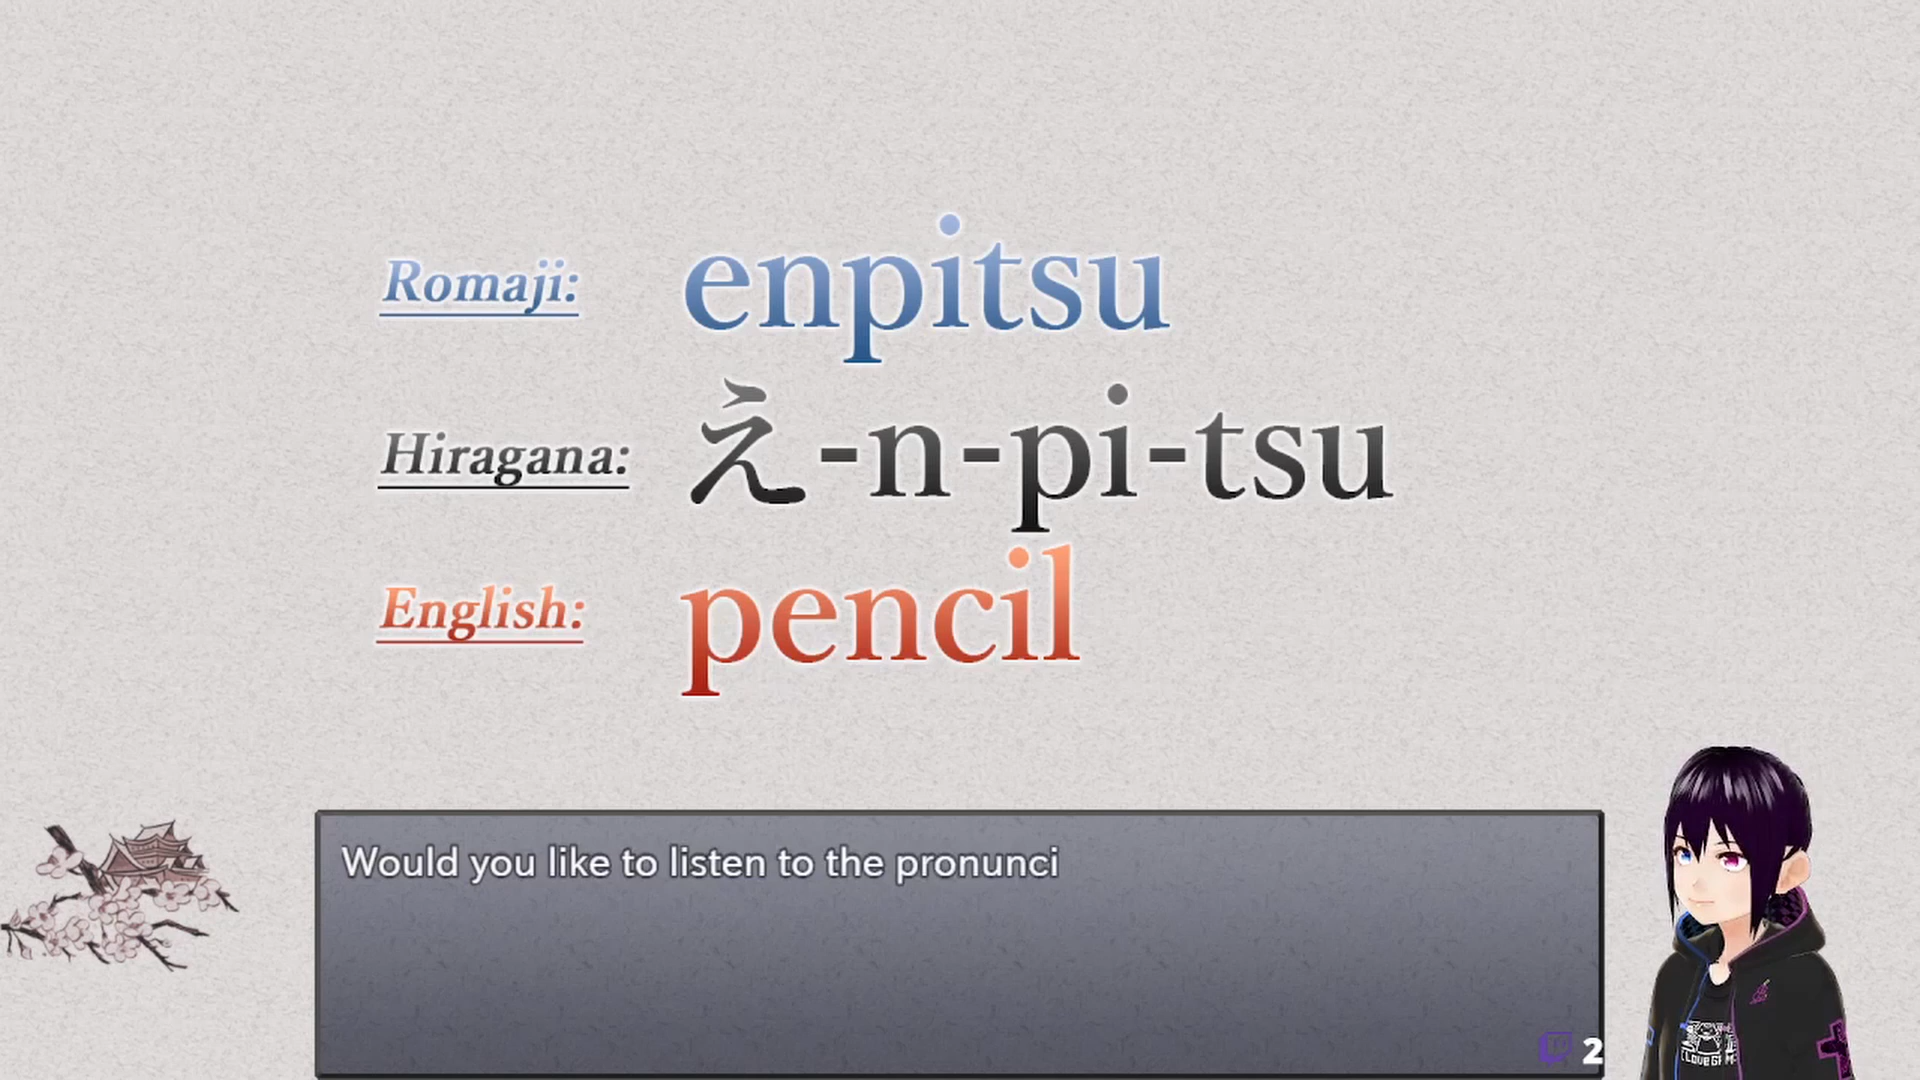 Romaji: enpitsu
Hiragana: え-n-pi-tsu
English: pencil
Would you like to listen to the pronunci
2